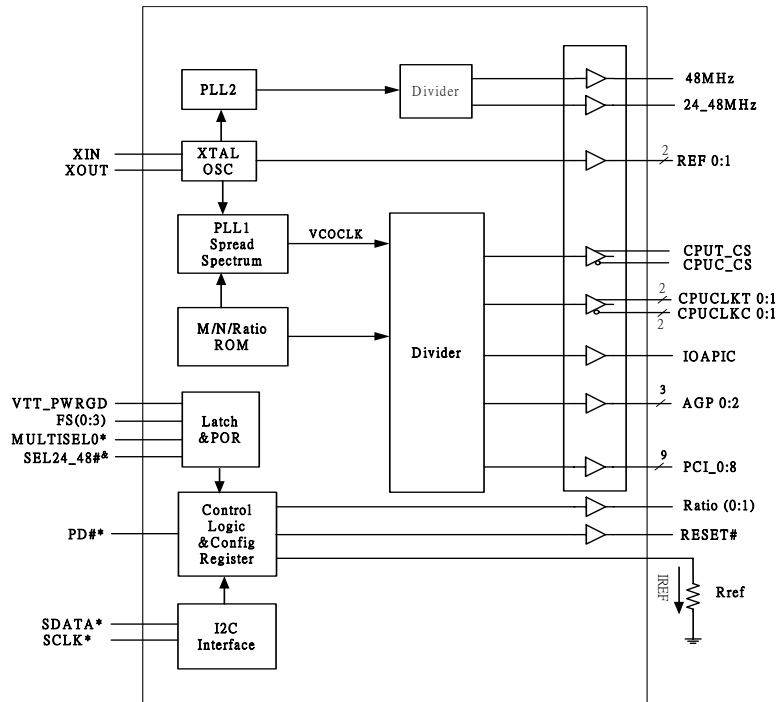 PLL2
Divider
48MHz
24_48MHz
XIN
XOUT
XTAL
OSC
2
REF 0:1
PLL1
Spread
Spectrum
VCOCLK
CPUT_CS
CPUC_CS
2
CPUCLKT 0:1
CPUCLKC 0:1
2
M/N/Ratio
ROM
Divider
IOAPIC
3
AGP 0:2
9
PCI_0:8
VTT_PWRGD
FS(0:3)
MULTISEL0*
SEL24_48#&
Latch
&POR
Control
Logic
&Config
Register
PD#*
Ratio (0:1)
RESET#
IREF
Rref
SDATA*
SCLK*
I2C
Interface